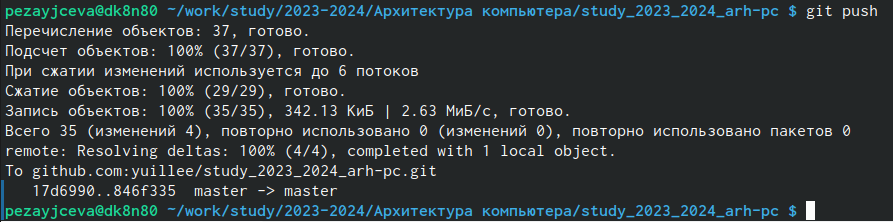 pezayjceva@dk8n80 ~/work/study/2023-2024/Архитектура компьютера/study_2023_2024_arh-pc $ git push
Перечисление объектов: 37, готово.
Подсчет объектов: 100% (37/37), готово.
При сжатии изменений используется до 6 потоков
Сжатие объектов: 100% (29/29), готово.
Запись объектов: 100% (35/35), 342.13 КиБ | 2.63 МиБ/с, готово.
Всего 35 (изменений 4), повторно использовано 0 (изменений 0), повторно использовано пакетов 0
remote: Resolving deltas: 100% (4/4), completed with 1 local object.
To github.com:yuillee/study_2023_2024_arh-pc.git
   17d6990..846f335  master -> master
pezayjceva@dk8n80 ~/work/study/2023-2024/Архитектура компьютера/study_2023_2024_arh-pc $